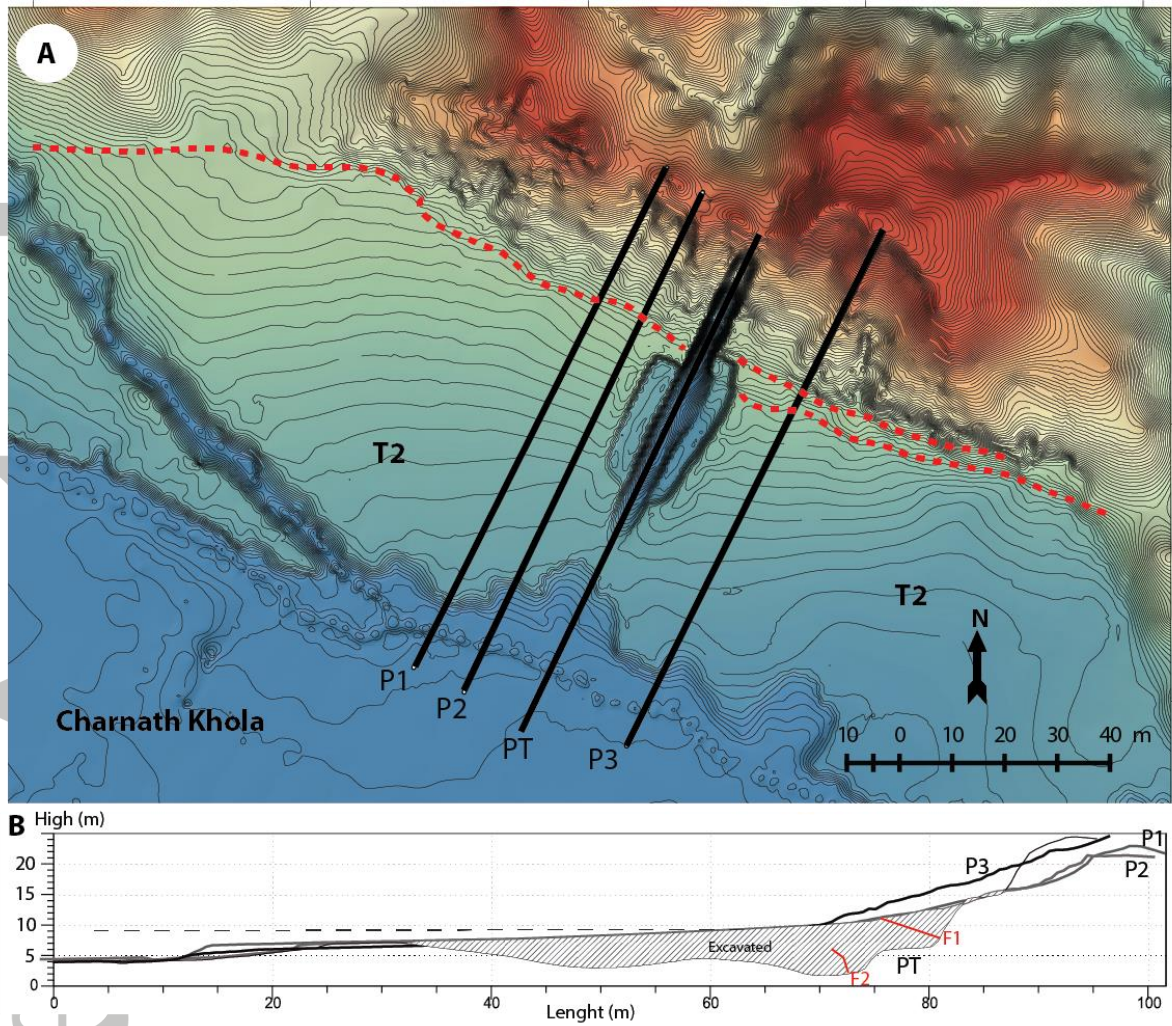 A
T2
T2
N
P1
P2
PT
P3
Charnath Khola
10 0 10 20 30 40 m
B High (m)
20
15
10
5
0
P3
P1
P2
Excavated
F1
F2
PT
0 20 40 60 80 100
Lenght (m)